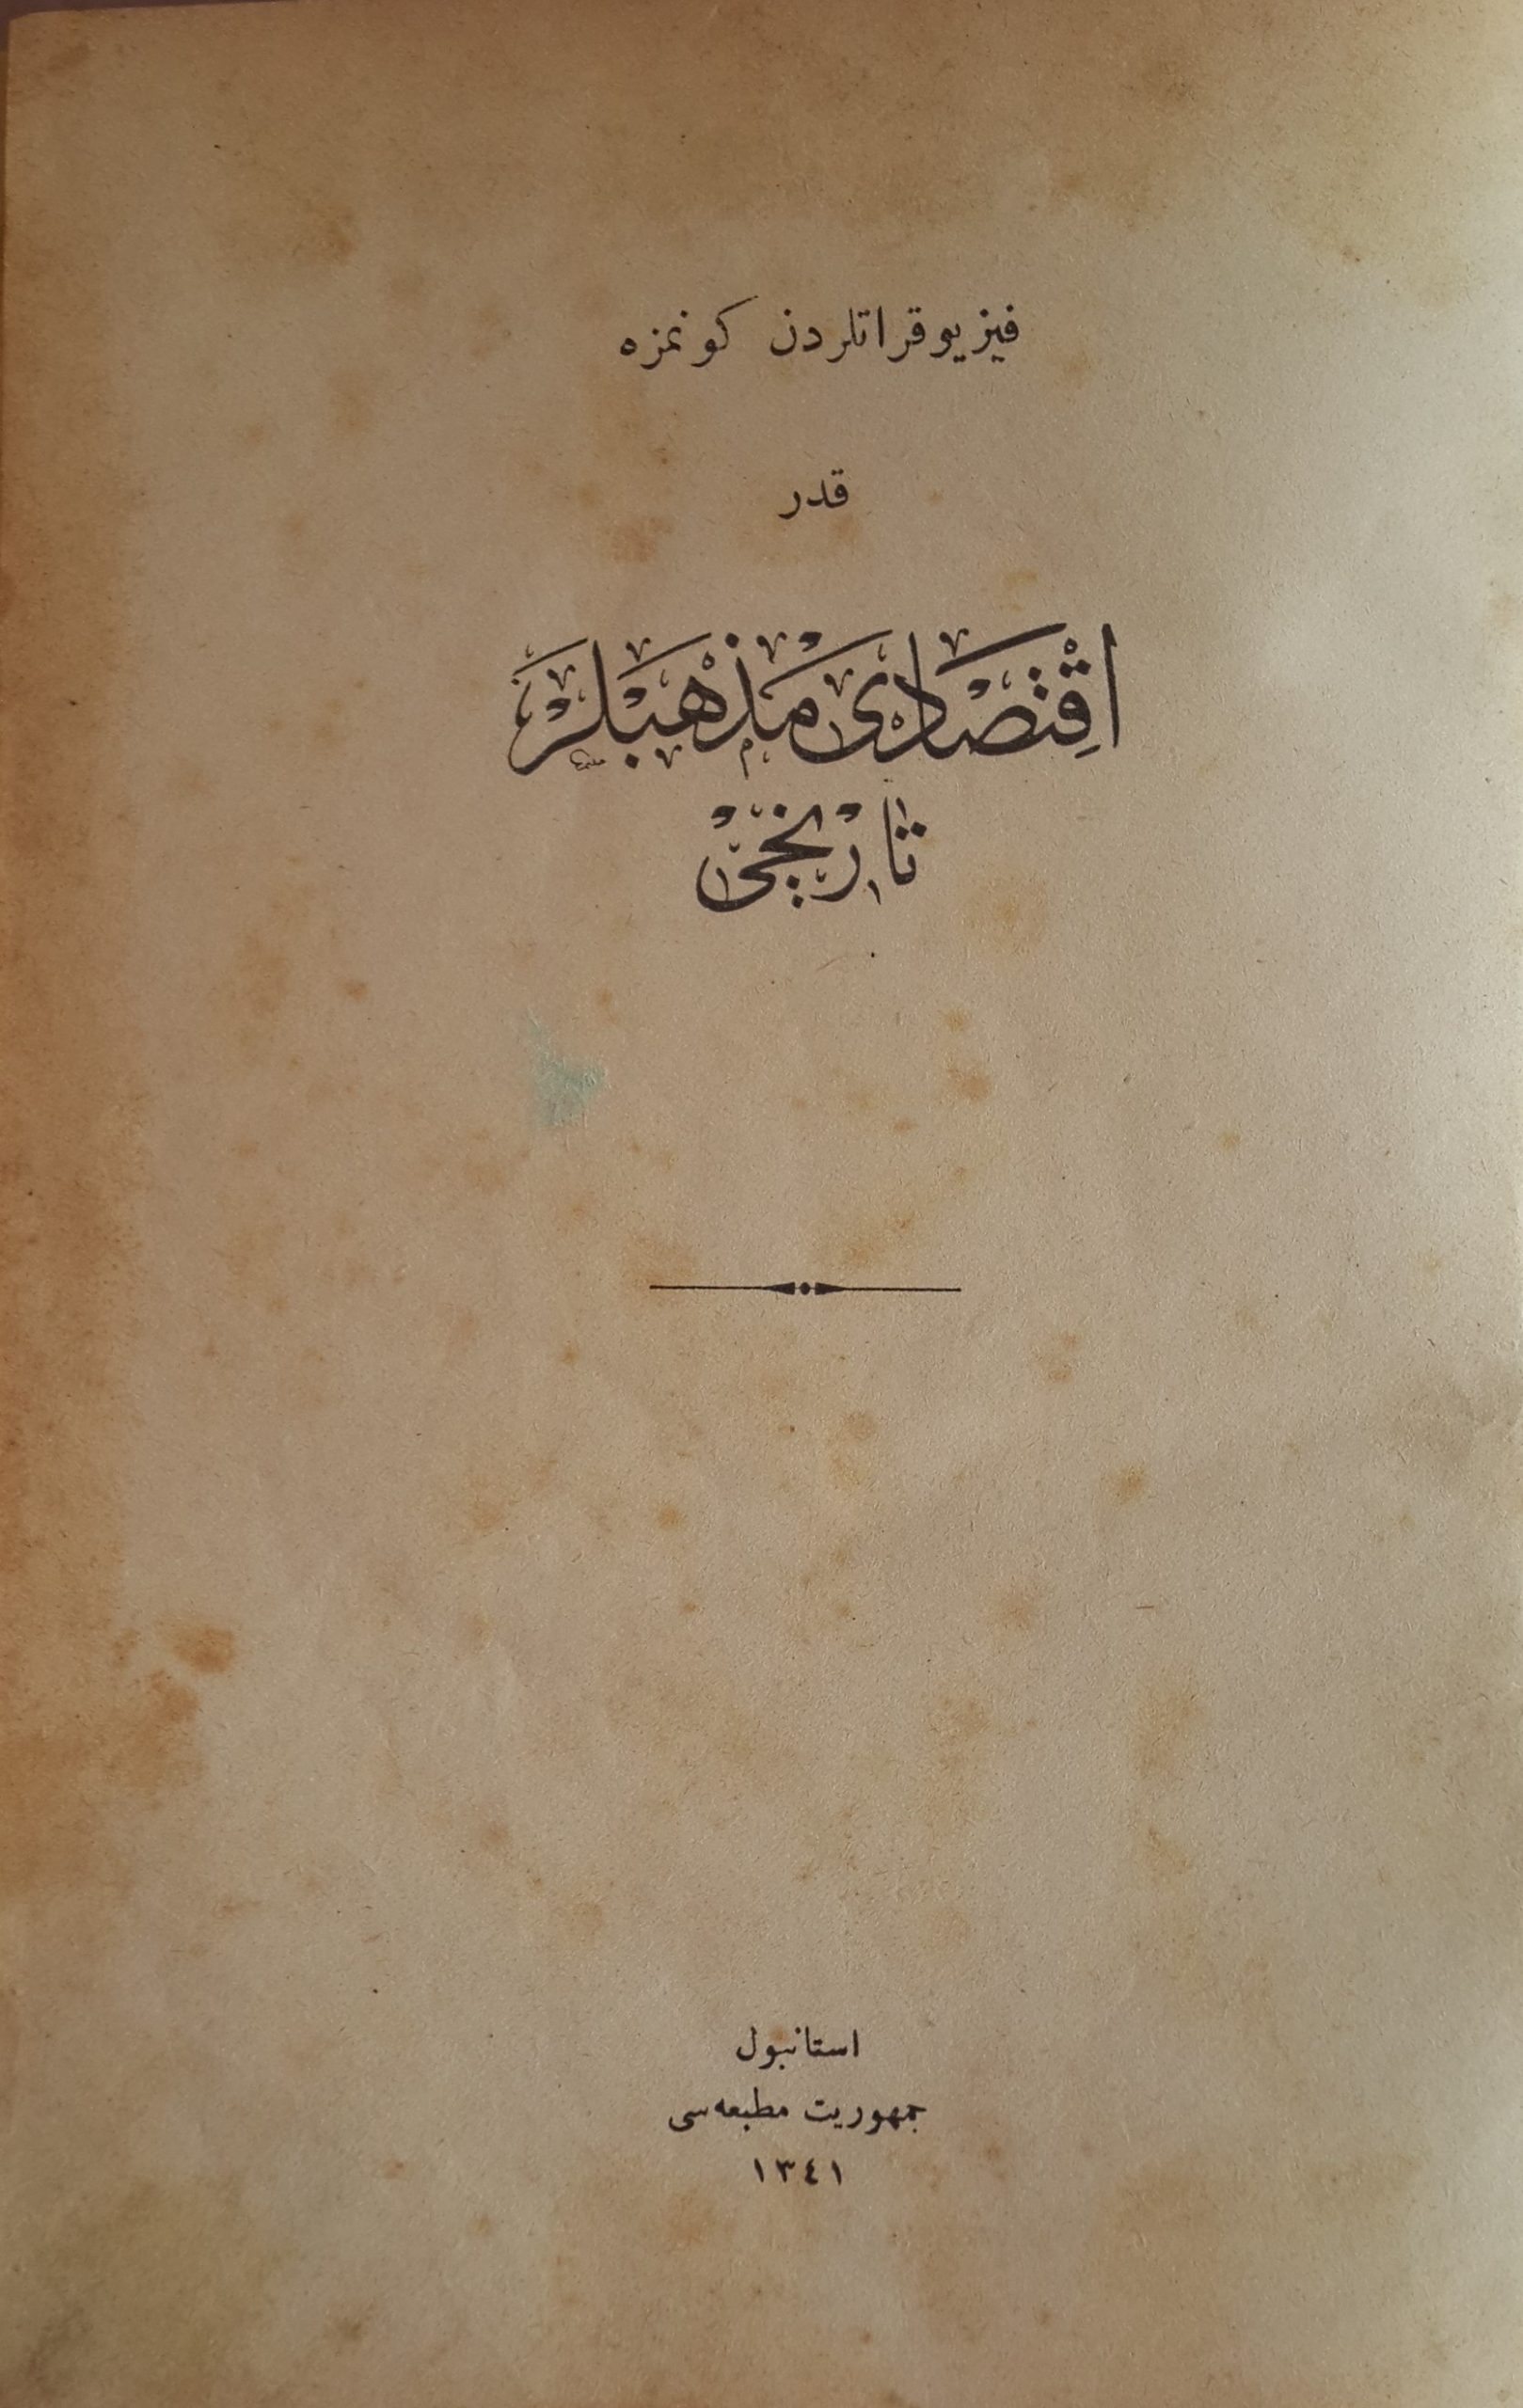 فیزیوقراتلردن کونمزه
قدر
اقتصادی مذهبلر
تاریخی
استانبول
جمهوریت مطبعه‌سی
١٣٤١